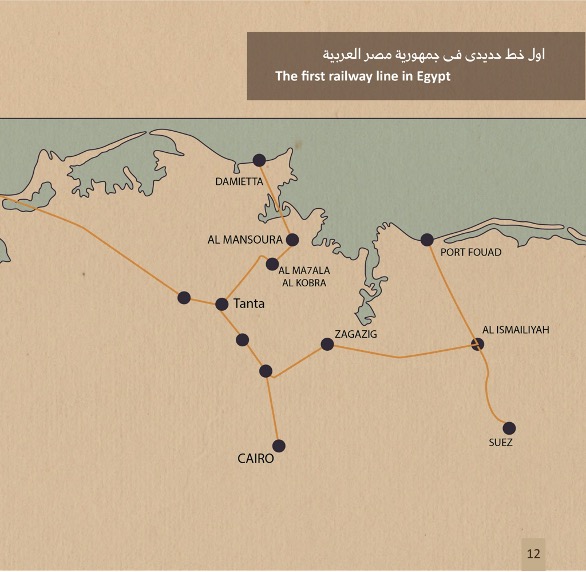 اول خط حديدى فى جمهورية مصر العربية
The first railway line in Egypt
DAMIETTA
AL MANSOURA
AL MA7ALA
AL KOBRA
PORT FOUAD
Tanta
ZAGAZIG
AL ISMAILIYAH
SUEZ
CAIRO
12